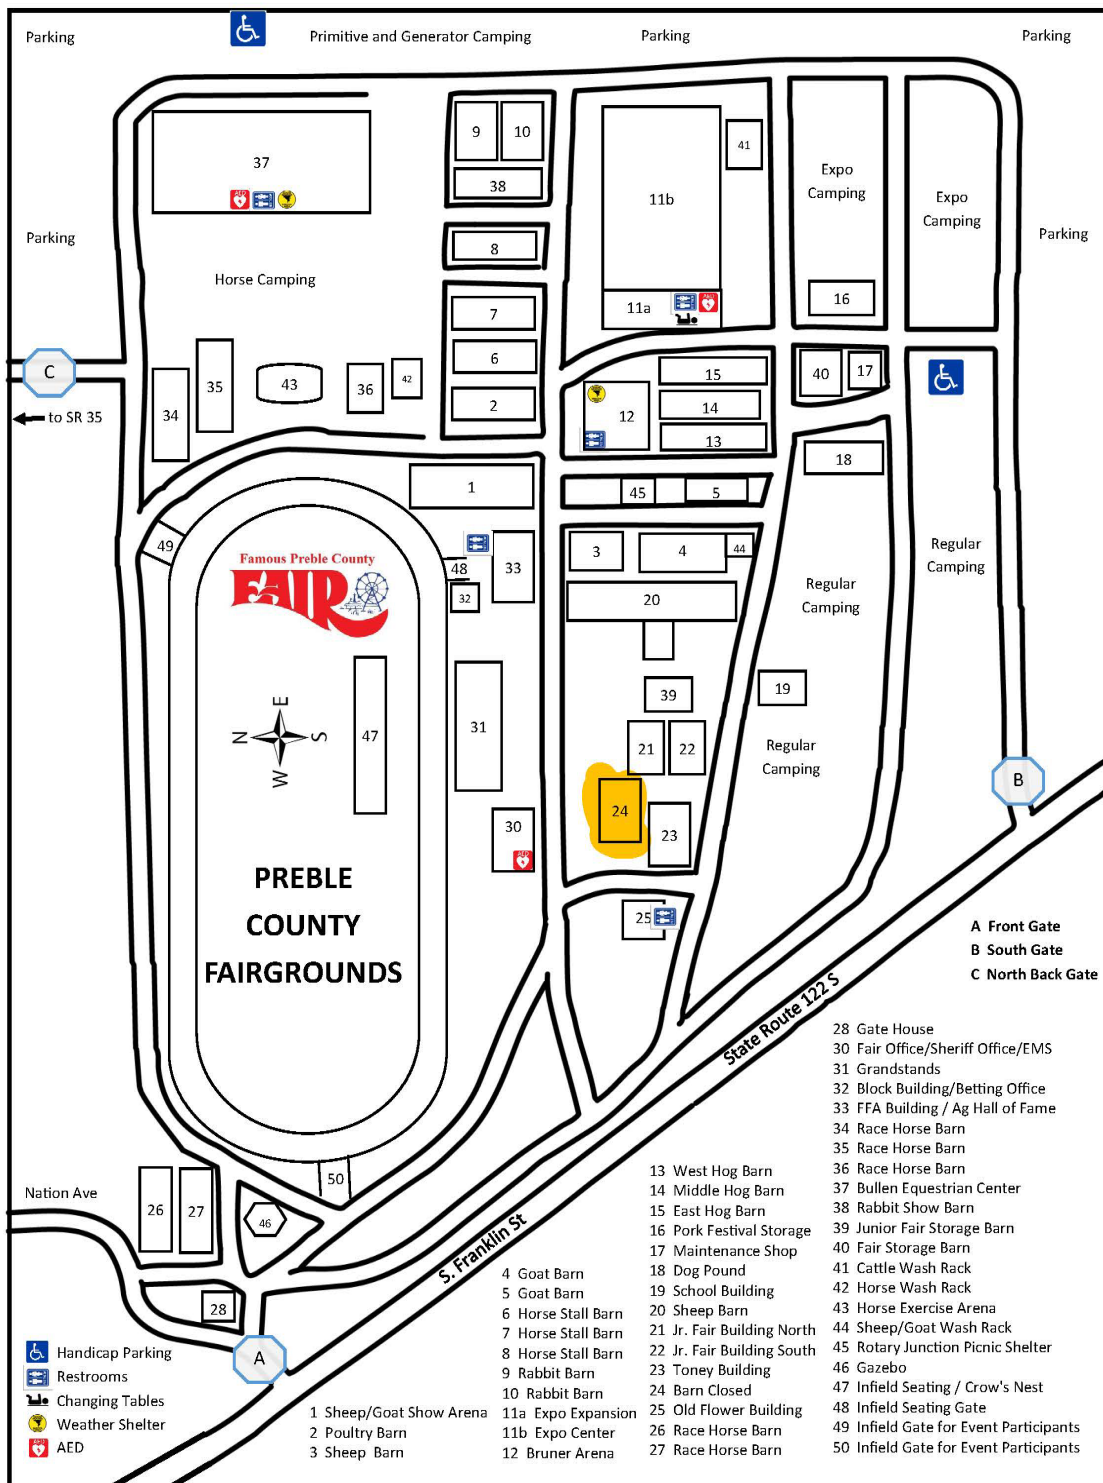 Parking
Primitive and Generator Camping
Parking
Parking
9
10
41
37
AED
38
11b
Expo
Camping
Expo
Camping
Parking
8
Parking
Horse Camping
16
7
11a
AED
6
C
35
43
36
42
15
40
17
2
12
14
34
to SR 35
13
18
1
45
5
49
Famous Preble County
FAIR
48
33
3
4
44
Regular
Camping
32
20
Regular
Camping
E
N
S
W
47
31
39
19
21
22
Regular
Camping
B
24
30
AED
23
PREBLE
COUNTY
FAIRGROUNDS
25
A Front Gate
B South Gate
C North Back Gate
State Route 122 S
50
Nation Ave
26
27
46
S. Franklin St
28
A
Handicap Parking
Restrooms
Changing Tables
Weather Shelter
AED
1 Sheep/Goat Show Arena
2 Poultry Barn
3 Sheep Barn
4 Goat Barn
5 Goat Barn
6 Horse Stall Barn
7 Horse Stall Barn
8 Horse Stall Barn
9 Rabbit Barn
10 Rabbit Barn
11a Expo Expansion
11b Expo Center
12 Bruner Arena
13 West Hog Barn
14 Middle Hog Barn
15 East Hog Barn
16 Pork Festival Storage
17 Maintenance Shop
18 Dog Pound
19 School Building
20 Sheep Barn
21 Jr. Fair Building North
22 Jr. Fair Building South
23 Toney Building
24 Barn Closed
25 Old Flower Building
26 Race Horse Barn
27 Race Horse Barn
28 Gate House
30 Fair Office/Sheriff Office/EMS
31 Grandstands
32 Block Building/Betting Office
33 FFA Building / Ag Hall of Fame
34 Race Horse Barn
35 Race Horse Barn
36 Race Horse Barn
37 Bullen Equestrian Center
38 Rabbit Show Barn
39 Junior Fair Storage Barn
40 Fair Storage Barn
41 Cattle Wash Rack
42 Horse Wash Rack
43 Horse Exercise Arena
44 Sheep/Goat Wash Rack
45 Rotary Junction Picnic Shelter
46 Gazebo
47 Infield Seating / Crow's Nest
48 Infield Seating Gate
49 Infield Gate for Event Participants
50 Infield Gate for Event Participants